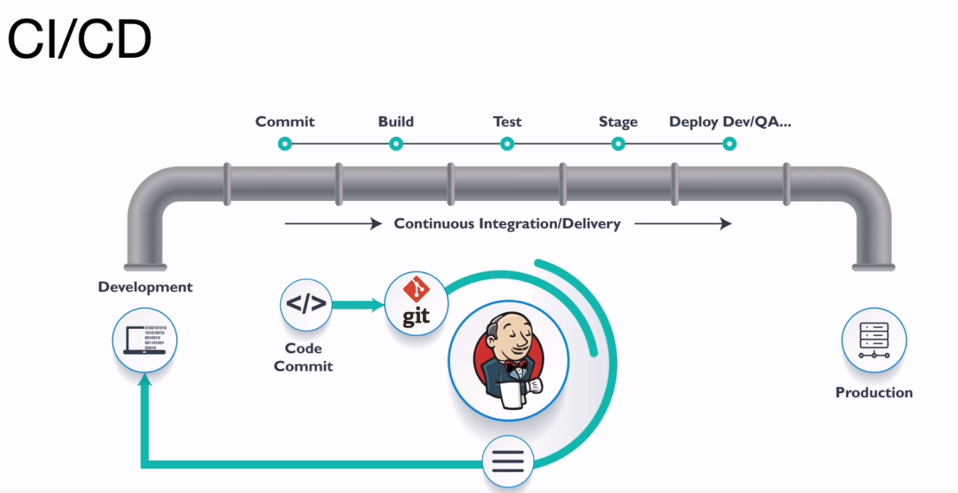 CI/CD
Commit Build Test Stage Deploy Dev/QA...
Continuous Integration/Delivery
Development
</>
git
Code
Commit
Production